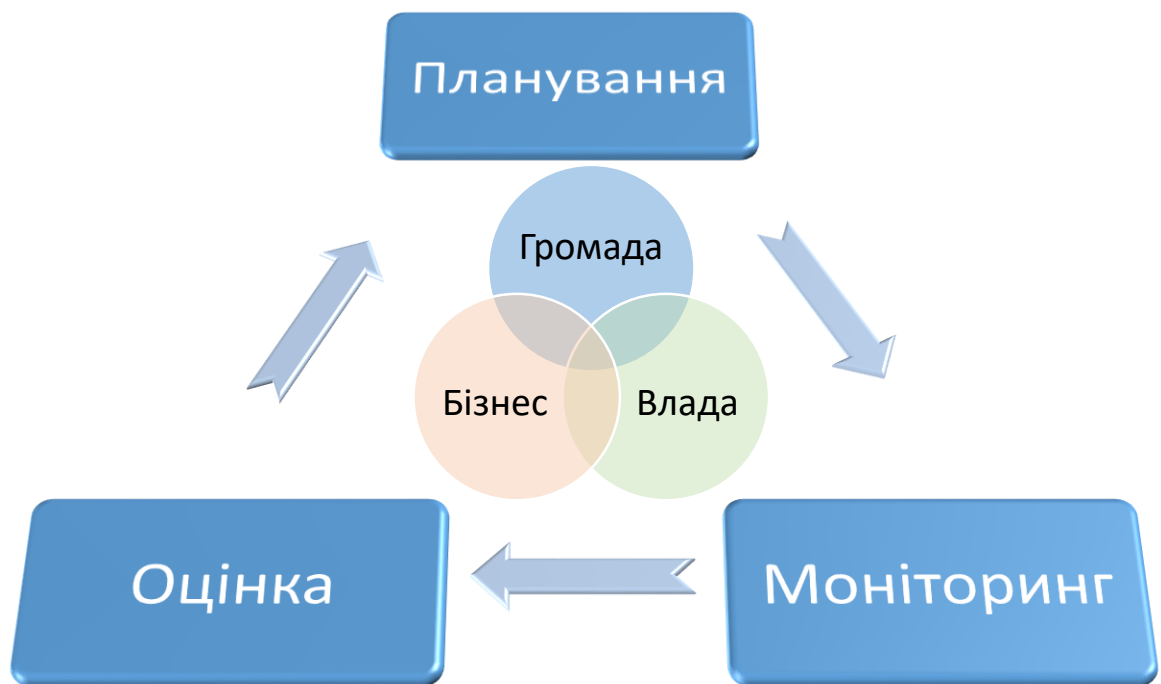 Планування
Громада
Бізнес
Влада
Оцінка
Моніторинг